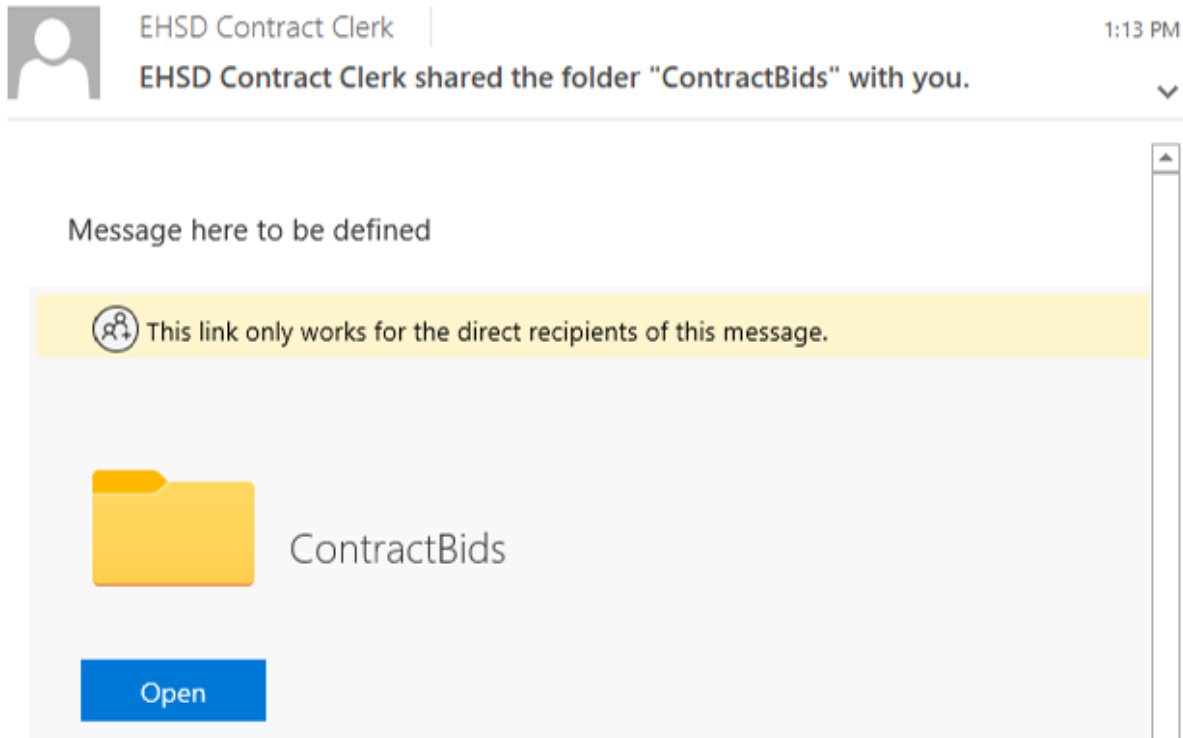 EHSD Contract Clerk
1:13 PM
EHSD Contract Clerk shared the folder "ContractBids" with you.
Message here to be defined
This link only works for the direct recipients of this message.
ContractBids
Open